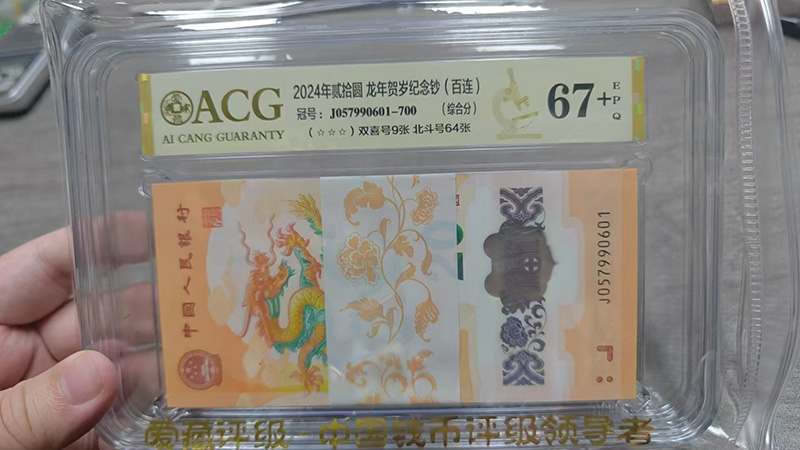 ACG
AI CANG GUARANTY
2024年贰拾圆 龙年贺岁纪念钞（百连）
冠号：J057990601-700 （综合分）
（☆☆☆）双喜号9张 北斗号64张
67+
EPQ
中国人民银行
20
J057990601
爱藏评级 中国钱币评级领导者